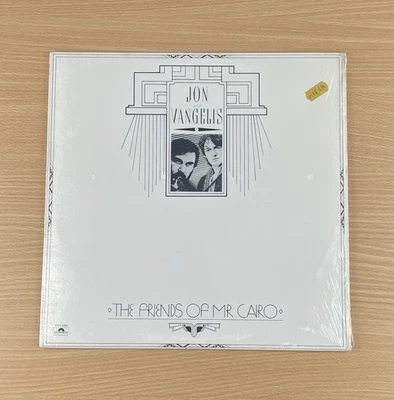 JON
VANGELIS
THE FRIENDS OF MR. CAIRO